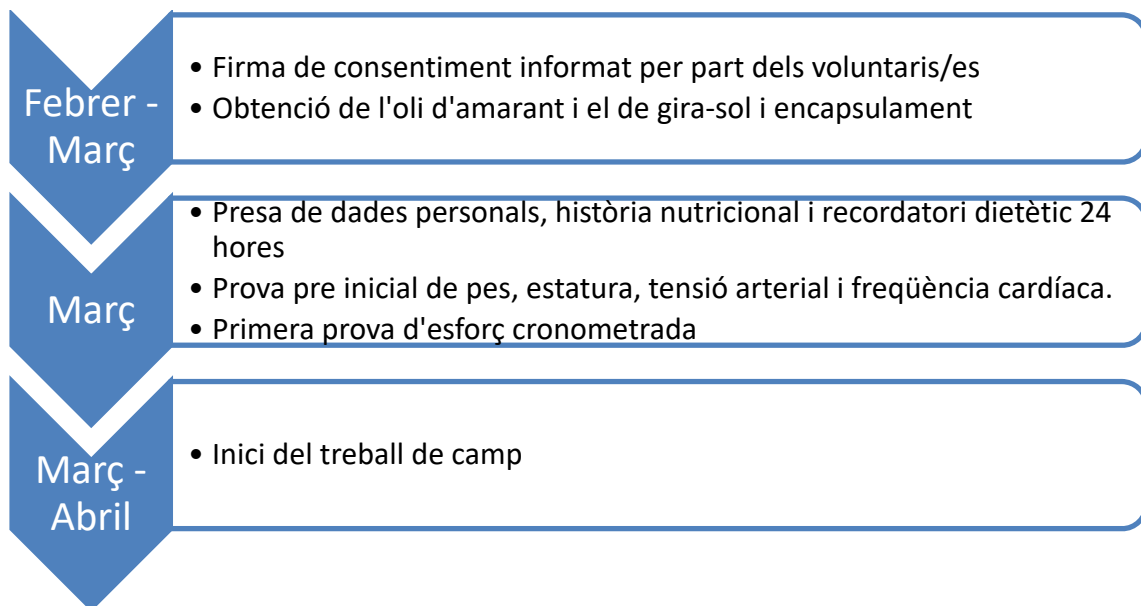 Febrer -
Març
• Firma de consentiment informat per part dels voluntaris/es
• Obtenció de l'oli d'amarant i el de gira-sol i encapsulament
Març
• Presa de dades personals, història nutricional i recordatori dietètic 24
hores
• Prova pre inicial de pes, estatura, tensió arterial i freqüència cardíaca.
• Primera prova d'esforç cronometrada
Març -
Abril
• Inici del treball de camp